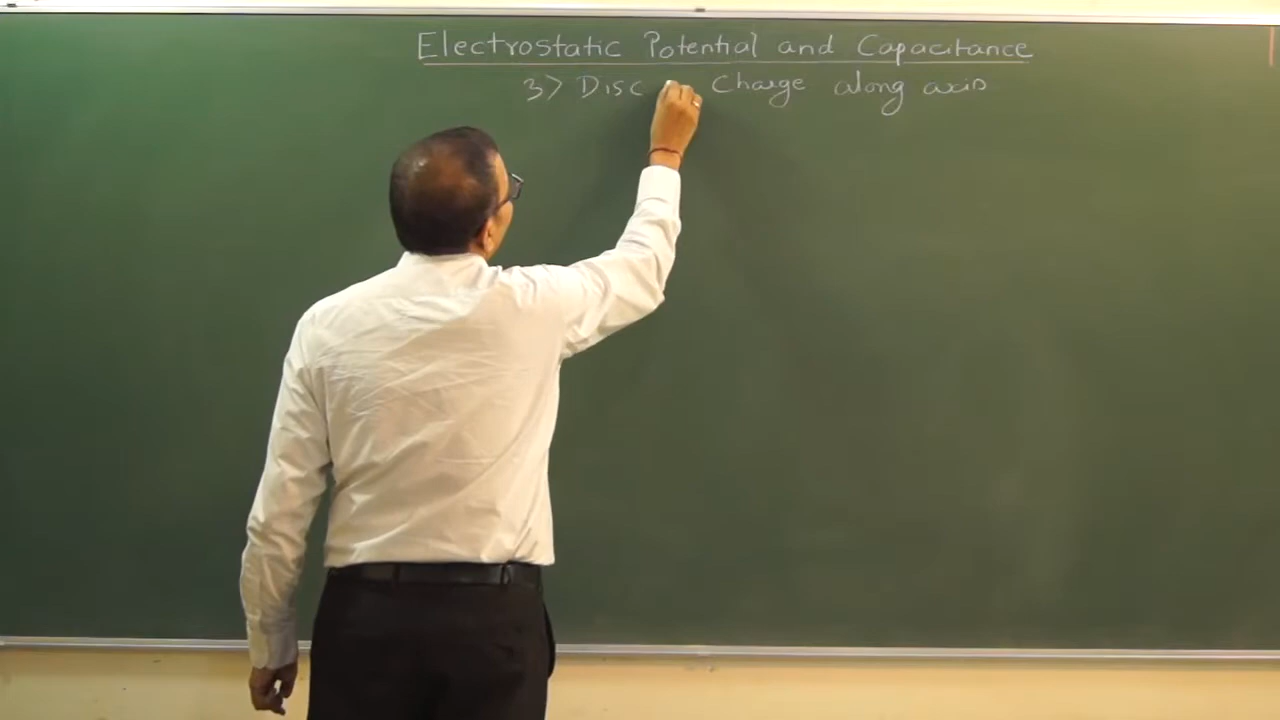 Electrostatic Potential and Capacitance
3> Disc Charge along axis